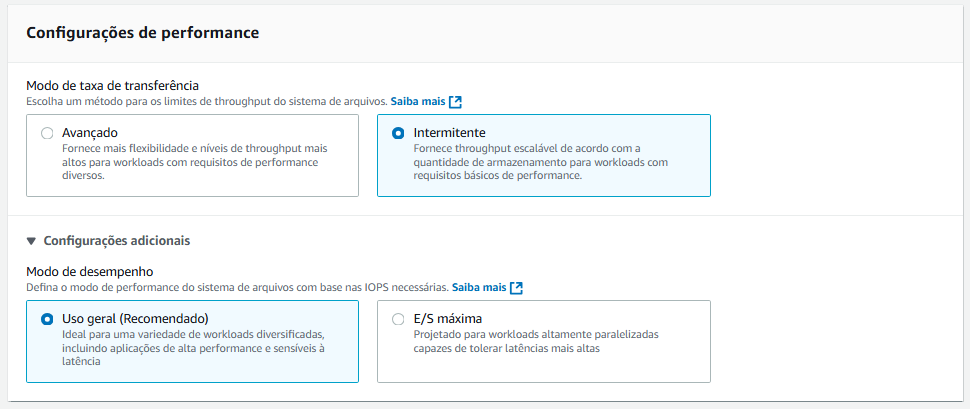 Configurações de performance
Modo de taxa de transferência
Escolha um método para os limites de throughput do sistema de arquivos. Saiba mais
Avançado
Fornece mais flexibilidade e níveis de throughput mais
altos para workloads com requisitos de performance
diversos.
Intermitente
Fornece throughput escalável de acordo com a
quantidade de armazenamento para workloads com
requisitos básicos de performance.
Configurações adicionais
Modo de desempenho
Defina o modo de performance do sistema de arquivos com base nas IOPS necessárias. Saiba mais
Uso geral (Recomendado)
Ideal para uma variedade de workloads diversificadas,
incluindo aplicações de alta performance e sensíveis à
latência
E/S máxima
Projetado para workloads altamente paralelizadas
capazes de tolerar latências mais altas